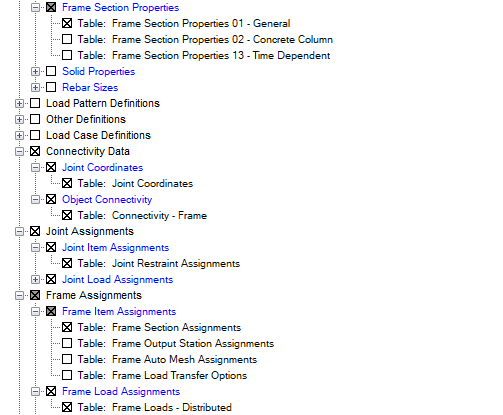 Frame Section Properties
Table: Frame Section Properties 01 - General
Table: Frame Section Properties 02 - Concrete Column
Table: Frame Section Properties 13 - Time Dependent
Solid Properties
Rebar Sizes
Load Pattern Definitions
Other Definitions
Load Case Definitions
Connectivity Data
Joint Coordinates
Table: Joint Coordinates
Object Connectivity
Table: Connectivity - Frame
Joint Assignments
Joint Item Assignments
Table: Joint Restraint Assignments
Joint Load Assignments
Frame Assignments
Frame Item Assignments
Table: Frame Section Assignments
Table: Frame Output Station Assignments
Table: Frame Auto Mesh Assignments
Table: Frame Load Transfer Options
Frame Load Assignments
Table: Frame Loads - Distributed